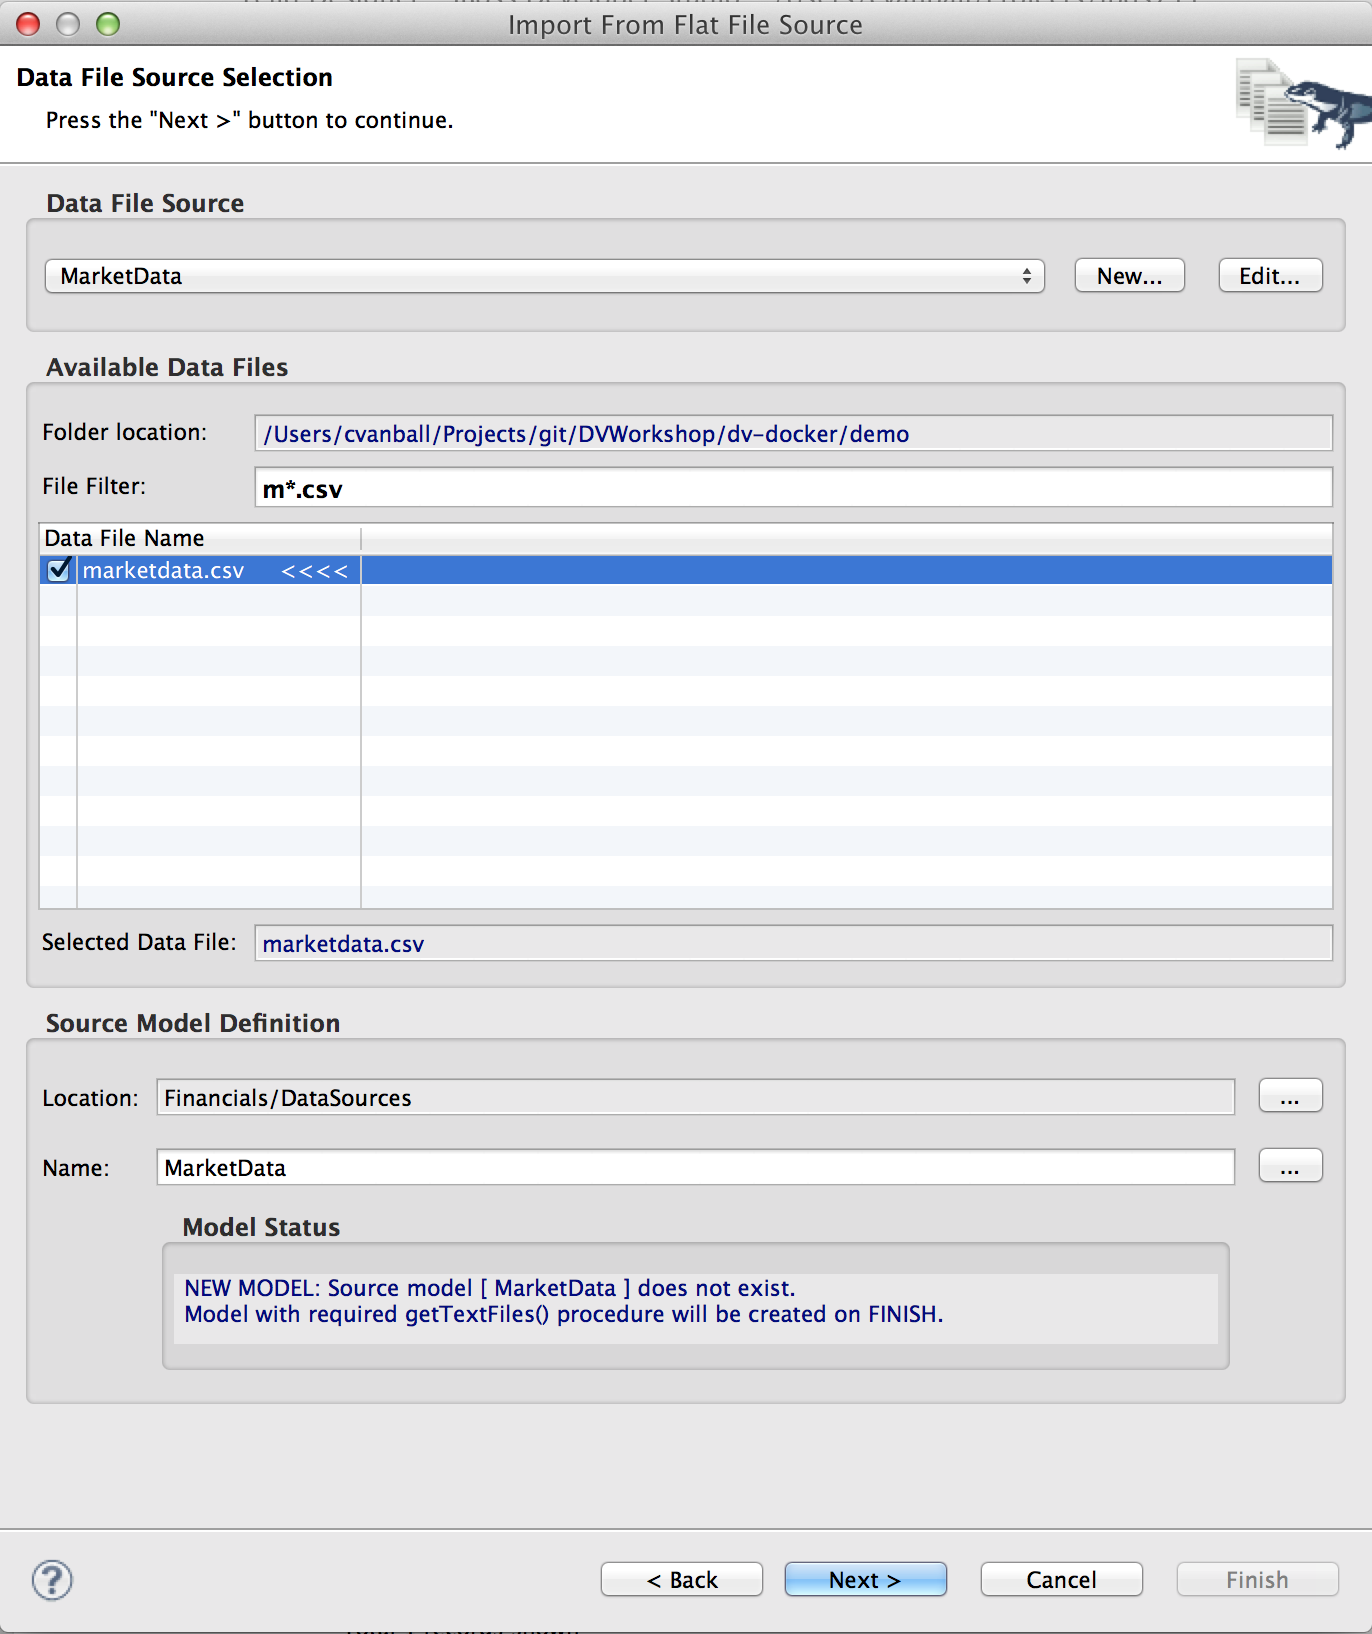 Import From Flat File Source
Data File Source Selection
Press the "Next >" button to continue.
Data File Source
MarketData
New...
Edit...
Available Data Files
Folder location:
/Users/cvanball/Projects/git/DVWorkshop/dv-docker/demo
File Filter:
m*.csv
Data File Name
marketdata.csv <<<<
Selected Data File:
marketdata.csv
Source Model Definition
Location:
Financials/DataSources
...
Name:
MarketData
...
Model Status
NEW MODEL: Source model [ MarketData ] does not exist.
Model with required getTextFiles() procedure will be created on FINISH.
?
< Back
Next >
Cancel
Finish